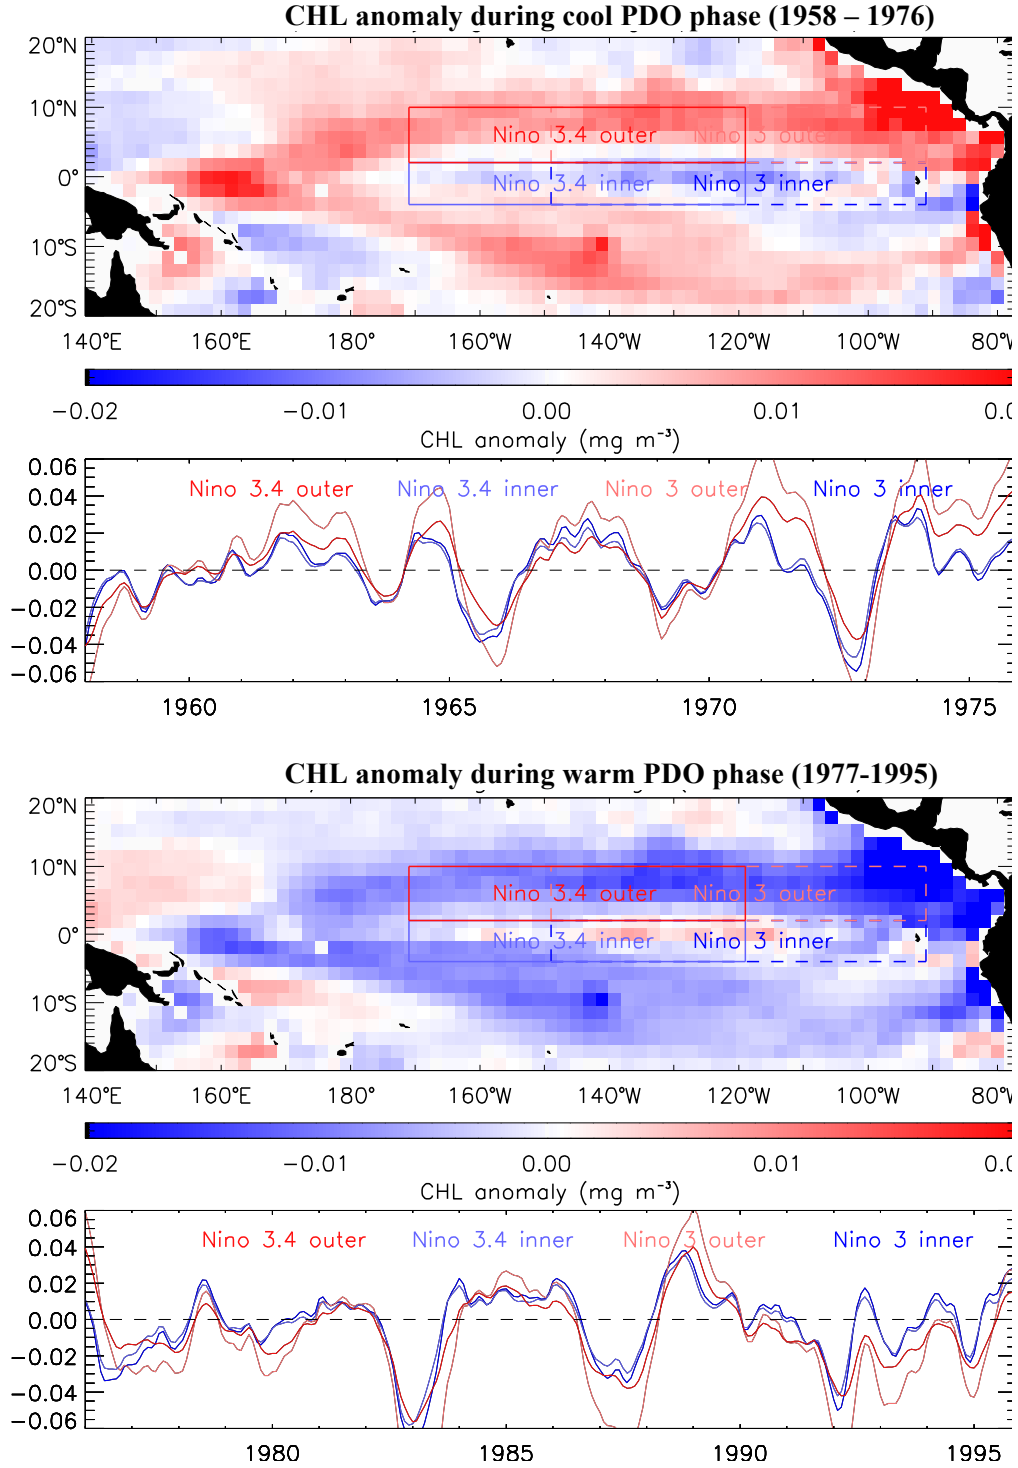 CHL anomaly during cool PDO phase (1958 – 1976)
20°N
10°N
0°
10°S
20°S
Nino 3.4 outer Nino 3 outer
Nino 3.4 inner Nino 3 inner
140°E 160°E 180° 160°W 140°W 120°W 100°W 80°W
−0.02 −0.01 0.00 0.01 0.0
CHL anomaly (mg m⁻³)
0.06
0.04
0.02
0.00
−0.02
−0.04
−0.06
Nino 3.4 outer Nino 3.4 inner Nino 3 outer Nino 3 inner
1960 1965 1970 1975
CHL anomaly during warm PDO phase (1977-1995)
20°N
10°N
0°
10°S
20°S
Nino 3.4 outer Nino 3 outer
Nino 3.4 inner Nino 3 inner
140°E 160°E 180° 160°W 140°W 120°W 100°W 80°W
−0.02 −0.01 0.00 0.01 0.0
CHL anomaly (mg m⁻³)
0.06
0.04
0.02
0.00
−0.02
−0.04
−0.06
Nino 3.4 outer Nino 3.4 inner Nino 3 outer Nino 3 inner
1980 1985 1990 1995